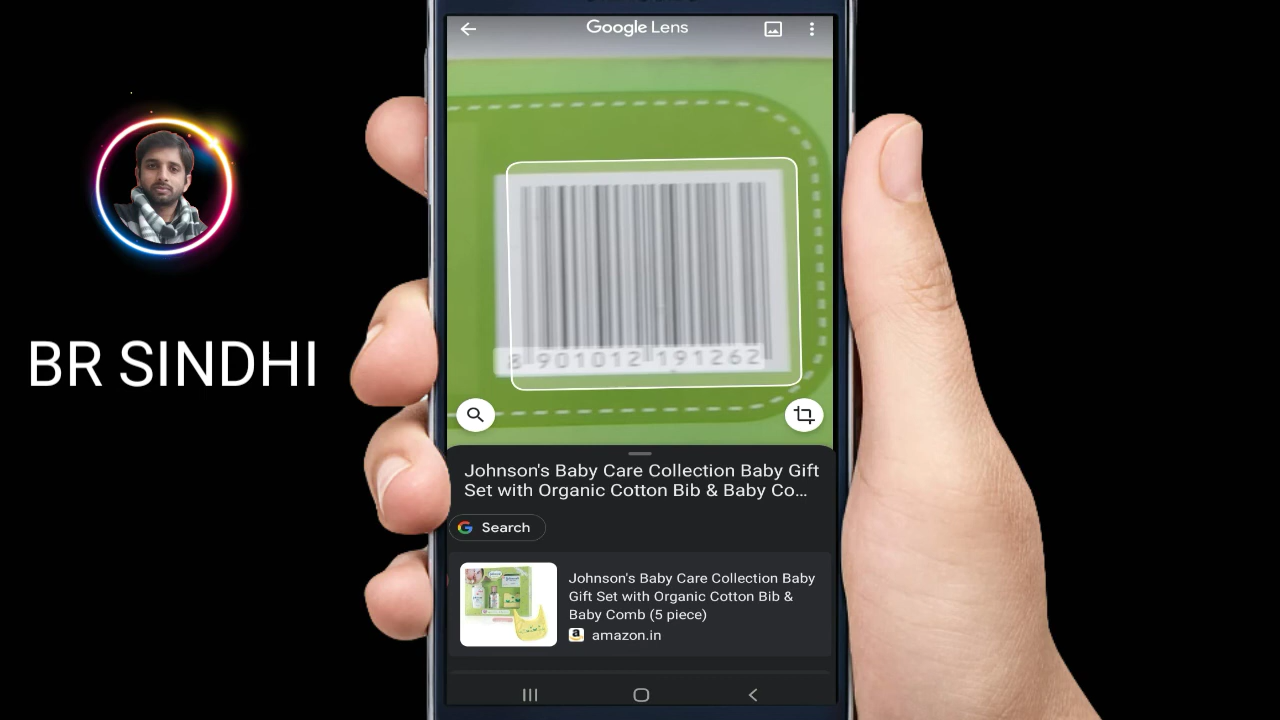 Google Lens
BR SINDHI
8 901012 191262
Johnson's Baby Care Collection Baby Gift
Set with Organic Cotton Bib & Baby Co...
Search
Johnson's Baby Care Collection Baby
Gift Set with Organic Cotton Bib &
Baby Comb (5 piece)
amazon.in